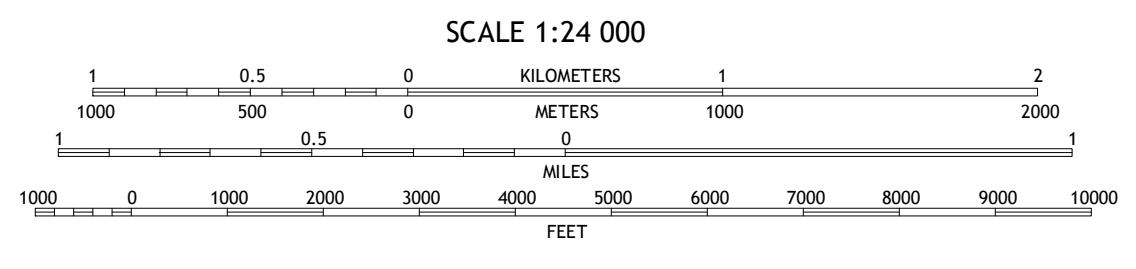 SCALE 1:24 000
1 0.5 0 KILOMETERS 1 2
1000 500 0 METERS 1000 2000
1 0.5 0 1
MILES
1000 0 1000 2000 3000 4000 5000 6000 7000 8000 9000 10000
FEET